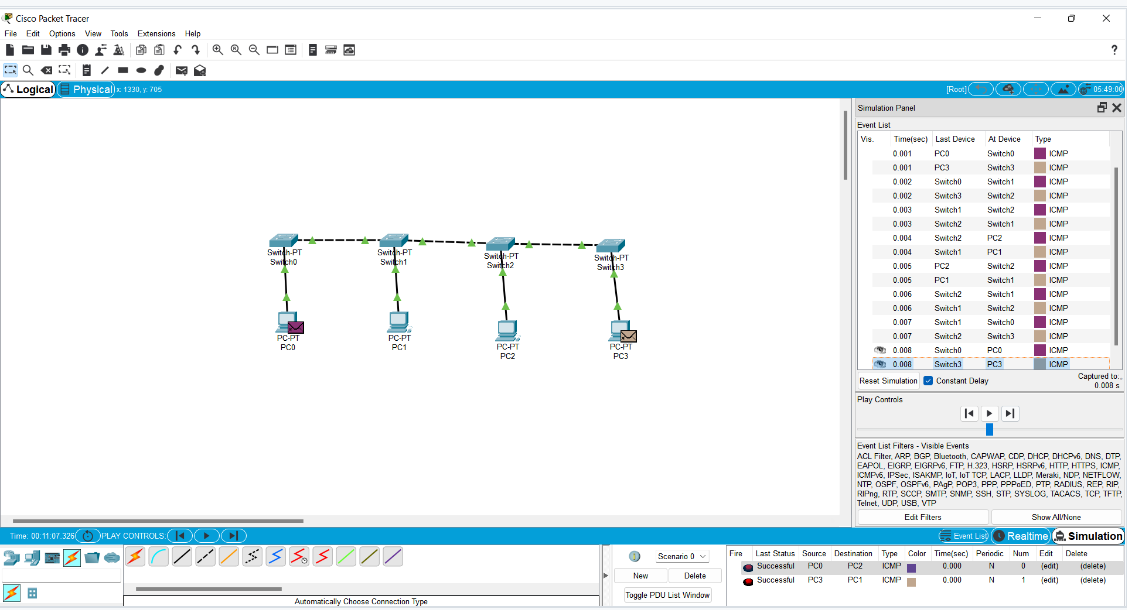 Cisco Packet Tracer
File Edit Options View Tools Extensions Help
?
Logical Physical x: 1330, y: 705 [Root] 05:49:00
Simulation Panel
Event List
Vis. Time(sec) Last Device At Device Type
0.001 PC0 Switch0 ICMP
0.001 PC3 Switch3 ICMP
0.002 Switch0 Switch1 ICMP
0.002 Switch3 Switch2 ICMP
0.003 Switch1 Switch2 ICMP
0.003 Switch2 Switch1 ICMP
0.004 Switch2 PC2 ICMP
0.004 Switch1 PC1 ICMP
0.005 PC2 Switch2 ICMP
0.005 PC1 Switch1 ICMP
0.006 Switch2 Switch1 ICMP
0.006 Switch1 Switch2 ICMP
0.007 Switch1 Switch0 ICMP
0.007 Switch2 Switch3 ICMP
0.008 Switch0 PC0 ICMP
0.008 Switch3 PC3 ICMP
Reset Simulation Constant Delay Captured to:..
0.008 s
Play Controls
Event List Filters - Visible Events
ACL Filter, ARP, BGP, Bluetooth, CAPWAP, CDP, DHCP, DHCPv6, DNS, DTP,
EAPOL, EIGRP, EIGRPv6, FTP, H.323, HSRP, HSRPv6, HTTP, HTTPS, ICMP,
ICMPv6, IPSec, ISAKMP, IoT, IoT TCP, LACP, LLDP, Meraki, NDP, NETFLOW,
NTP, OSPF, OSPFv6, PAgP, POP3, PPP, PPPoED, PTP, RADIUS, REP, RIP,
RIPng, RTP, SCCP, SMTP, SNMP, SSH, STP, SYSLOG, TACACS, TCP, TFTP,
Telnet, UDP, USB, VTP
Edit Filters Show All/None
Switch-PT
Switch0
Switch-PT
Switch1
Switch-PT
Switch2
Switch-PT
Switch3
PC-PT
PC0
PC-PT
PC1
PC-PT
PC2
PC-PT
PC3
Time: 00:11:07.326 PLAY CONTROLS: Event List Realtime Simulation
Automatically Choose Connection Type
Scenario 0
New Delete
Toggle PDU List Window
Fire Last Status Source Destination Type Color Time(sec) Periodic Num Edit Delete
Successful PC0 PC2 ICMP 0.000 N 0 (edit) (delete)
Successful PC3 PC1 ICMP 0.000 N 1 (edit) (delete)